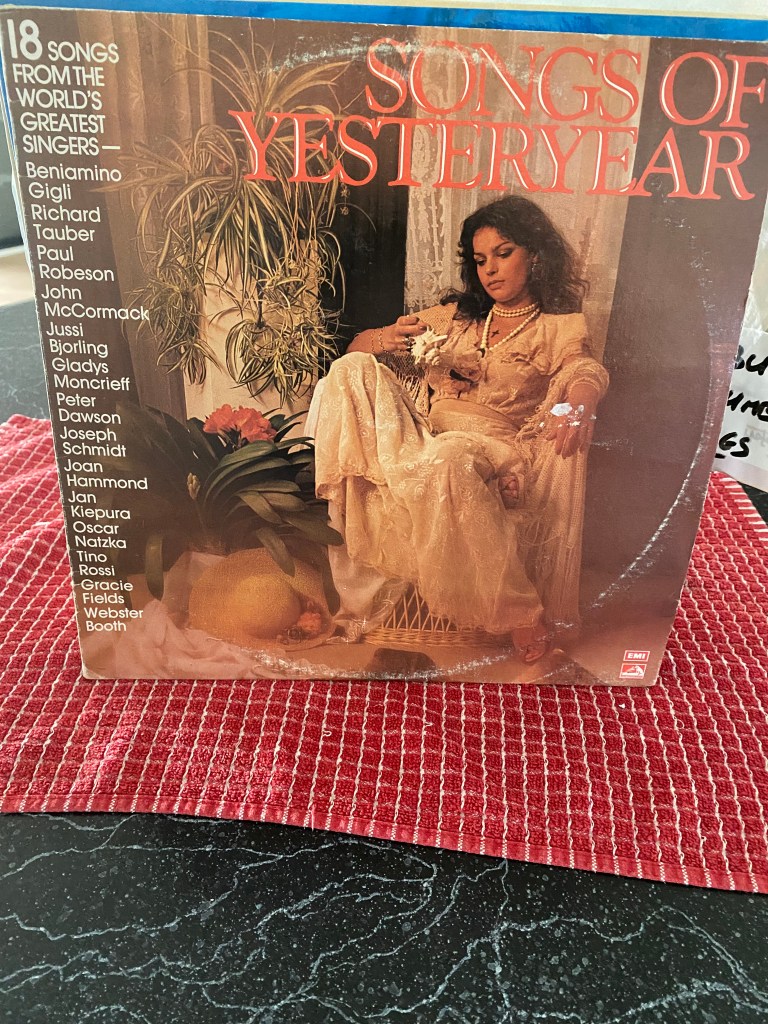 18 SONGS
FROM THE
WORLD'S
GREATEST
SINGERS—
Beniamino
Gigli
Richard
Tauber
Paul
Robeson
John
McCormack
Jussi
Bjorling
Gladys
Moncrieff
Peter
Dawson
Joseph
Schmidt
Joan
Hammond
Jan
Kiepura
Oscar
Natzka
Tino
Rossi
Gracie
Fields
Webster
Booth
SONGS OF
YESTERYEAR
EMI